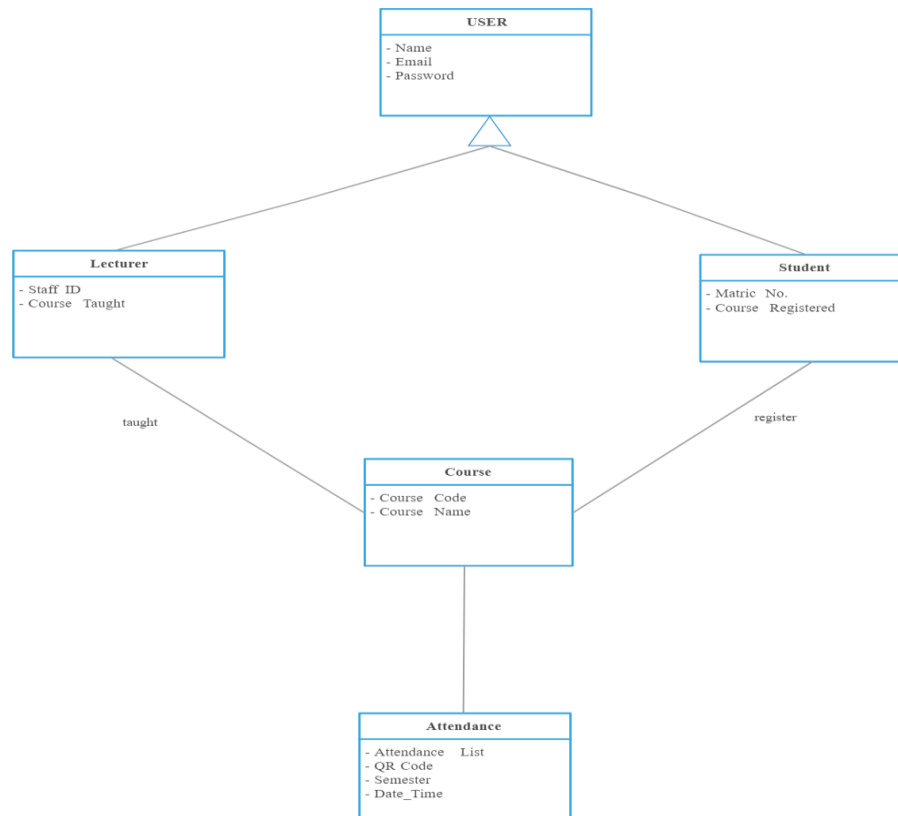 USER
- Name
- Email
- Password
Lecturer
- Staff ID
- Course Taught
Student
- Matric No.
- Course Registered
taught
register
Course
- Course Code
- Course Name
Attendance
- Attendance List
- QR Code
- Semester
- Date_Time